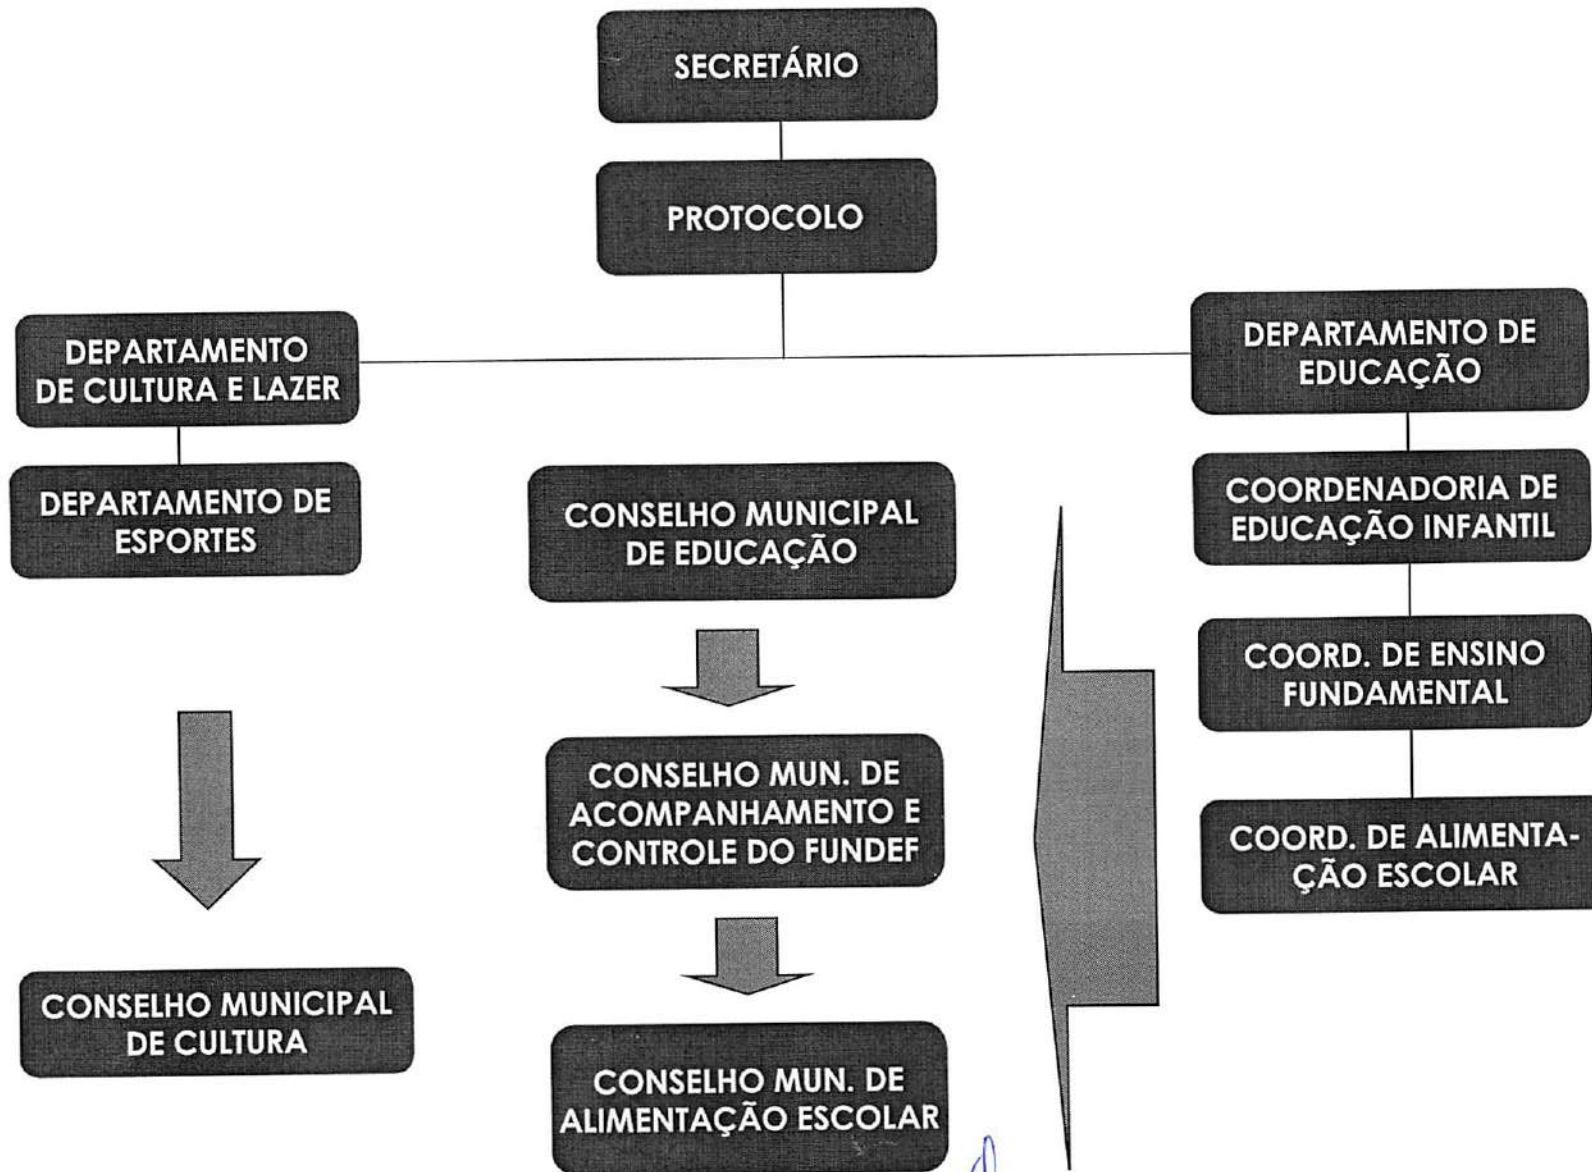 SECRETÁRIO
PROTOCOLO
DEPARTAMENTO
DE CULTURA E LAZER
DEPARTAMENTO DE
EDUCAÇÃO
DEPARTAMENTO DE
ESPORTES
CONSELHO MUNICIPAL
DE EDUCAÇÃO
COORDENADORIA DE
EDUCAÇÃO INFANTIL
COORD. DE ENSINO
FUNDAMENTAL
CONSELHO MUN. DE
ACOMPANHAMENTO E
CONTROLE DO FUNDEF
COORD. DE ALIMENTA-
ÇÃO ESCOLAR
CONSELHO MUNICIPAL
DE CULTURA
CONSELHO MUN. DE
ALIMENTAÇÃO ESCOLAR